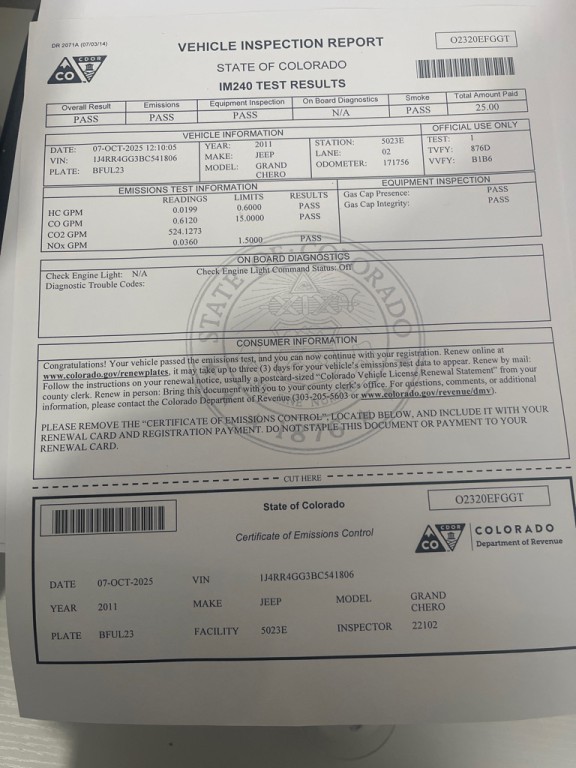 DR 2071A (07/03/14)
VEHICLE INSPECTION REPORT
O2320EFGGT
CDOR
CO
STATE OF COLORADO
IM240 TEST RESULTS
Overall Result Emissions Equipment Inspection On Board Diagnostics Smoke Total Amount Paid
PASS PASS PASS N/A PASS 25.00
VEHICLE INFORMATION OFFICIAL USE ONLY
DATE: 07-OCT-2025 12:10:05 YEAR: 2011 STATION: 5023E TEST: 1
VIN: 1J4RR4GG3BC541806 MAKE: JEEP LANE: 02 TVFY: 876D
PLATE: BFUL23 MODEL: GRAND CHERO ODOMETER: 171756 VVFY: B1B6
EMISSIONS TEST INFORMATION EQUIPMENT INSPECTION
READINGS LIMITS RESULTS Gas Cap Presence: PASS
HC GPM 0.0199 0.6000 PASS Gas Cap Integrity: PASS
CO GPM 0.6120 15.0000 PASS
CO2 GPM 524.1273
NOx GPM 0.0360 1.5000 PASS
ON BOARD DIAGNOSTICS
Check Engine Light: N/A Check Engine Light Command Status: Off
Diagnostic Trouble Codes:
STATE OF COLORADO
1876
CONSUMER INFORMATION
Congratulations! Your vehicle passed the emissions test, and you can now continue with your registration. Renew online at
www.colorado.gov/renewplates, it may take up to three (3) days for your vehicle's emissions test data to appear. Renew by mail:
Follow the instructions on your renewal notice, usually a postcard-sized "Colorado Vehicle License Renewal Statement" from your
county clerk. Renew in person: Bring this document with you to your county clerk's office. For questions, comments, or additional
information, please contact the Colorado Department of Revenue (303-205-5603 or www.colorado.gov/revenue/dmv).
PLEASE REMOVE THE "CERTIFICATE OF EMISSIONS CONTROL", LOCATED BELOW, AND INCLUDE IT WITH YOUR
RENEWAL CARD AND REGISTRATION PAYMENT. DO NOT STAPLE THIS DOCUMENT OR PAYMENT TO YOUR
RENEWAL CARD.
CUT HERE
State of Colorado
O2320EFGGT
Certificate of Emissions Control
CDOR
CO
COLORADO
Department of Revenue
DATE 07-OCT-2025 VIN 1J4RR4GG3BC541806
YEAR 2011 MAKE JEEP MODEL GRAND CHERO
PLATE BFUL23 FACILITY 5023E INSPECTOR 22102